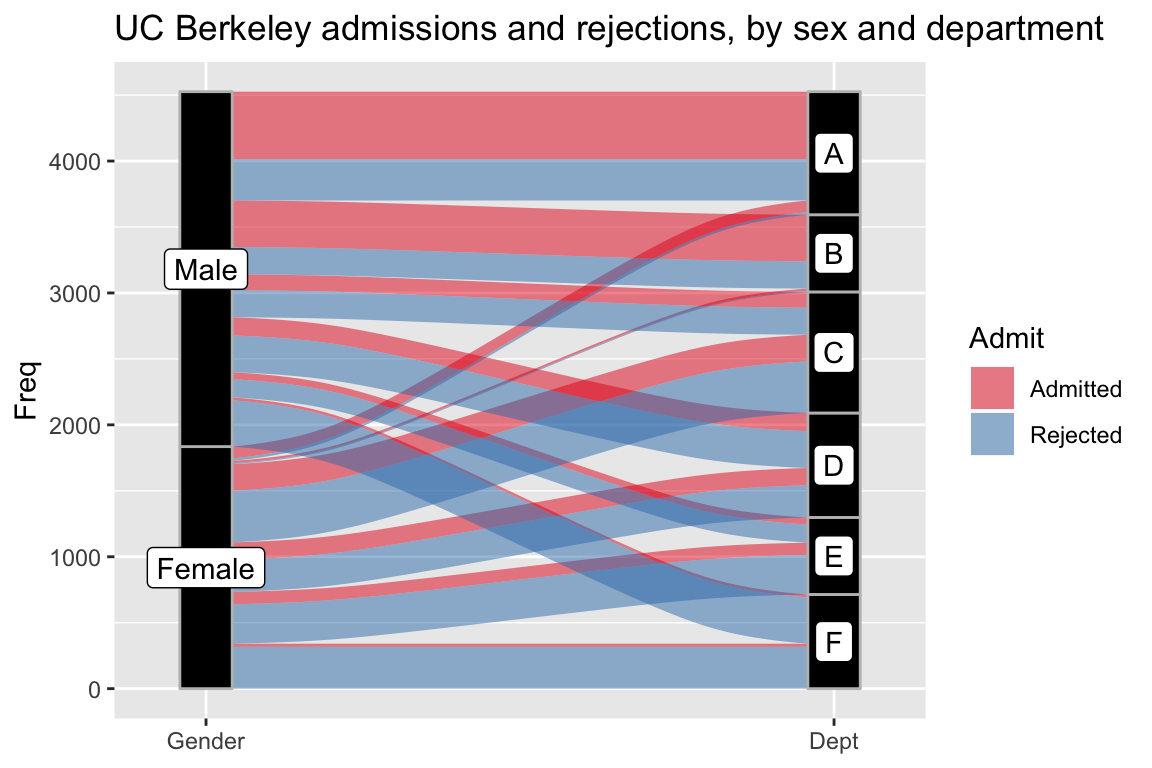 UC Berkeley admissions and rejections, by sex and department
Freq
4000
3000
2000
1000
0
Male
Female
A
B
C
D
E
F
Gender
Dept
Admit
Admitted
Rejected